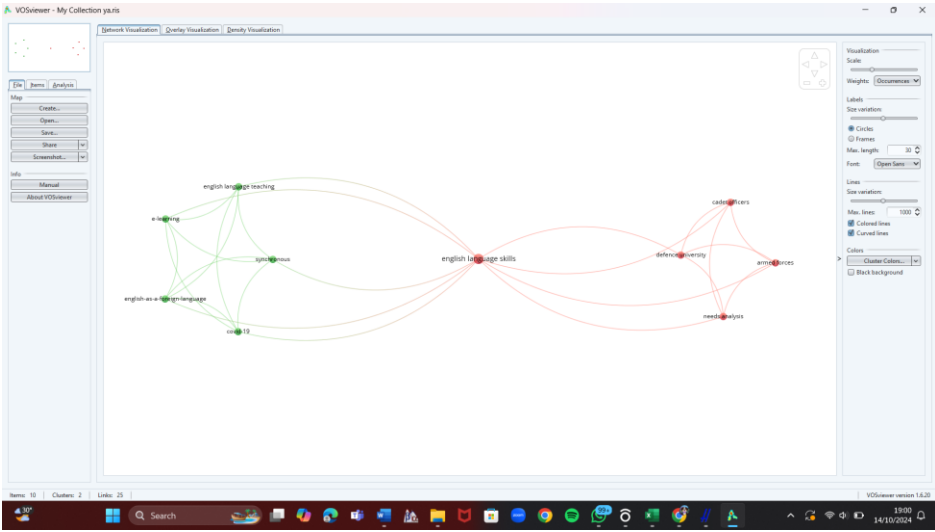 VOSviewer - My Collection ya.ris
Network Visualization Overlay Visualization Density Visualization
File Items Analysis
Map
Create...
Open...
Save...
Share
Screenshot...
Info
Manual
About VOSviewer
english language teaching
e-learning
synchronous
english-as-a-foreign-language
covid-19
english language skills
cadet officers
defence university
armed forces
needs analysis
Visualization
Scale:
Weights: Occurrences
Labels
Size variation:
Circles
Frames
Max. length: 30
Font: Open Sans
Lines
Size variation:
Max. lines: 1000
Colored lines
Curved lines
Colors
Cluster Colors...
Black background
Items: 10 Clusters: 2 Links: 25
VOSviewer version 1.6.20
30°
Search
99+
19:00
14/10/2024